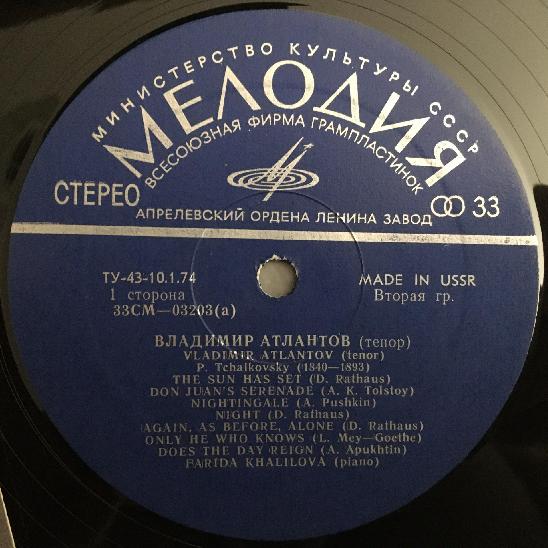 МИНИСТЕРСТВО КУЛЬТУРЫ СССР
МЕЛОДИЯ
ВСЕСОЮЗНАЯ ФИРМА ГРАМПЛАСТИНОК
СТЕРЕО
33
АПРЕЛЕВСКИЙ ОРДЕНА ЛЕНИНА ЗАВОД
ТУ-43-10.1.74
MADE IN USSR
1 сторона
Вторая гр.
33СМ—03203(а)
ВЛАДИМИР АТЛАНТОВ (тенор)
VLADIMIR ATLANTOV (tenor)
P. Tchaikovsky (1840—1893)
THE SUN HAS SET (D. Rathaus)
DON JUAN'S SERENADE (A. K. Tolstoy)
NIGHTINGALE (A. Pushkin)
NIGHT (D. Rathaus)
AGAIN, AS BEFORE, ALONE (D. Rathaus)
ONLY HE WHO KNOWS (L. Mey—Goethe)
DOES THE DAY REIGN (A. Apukhtin)
FARIDA KHALILOVA (piano)